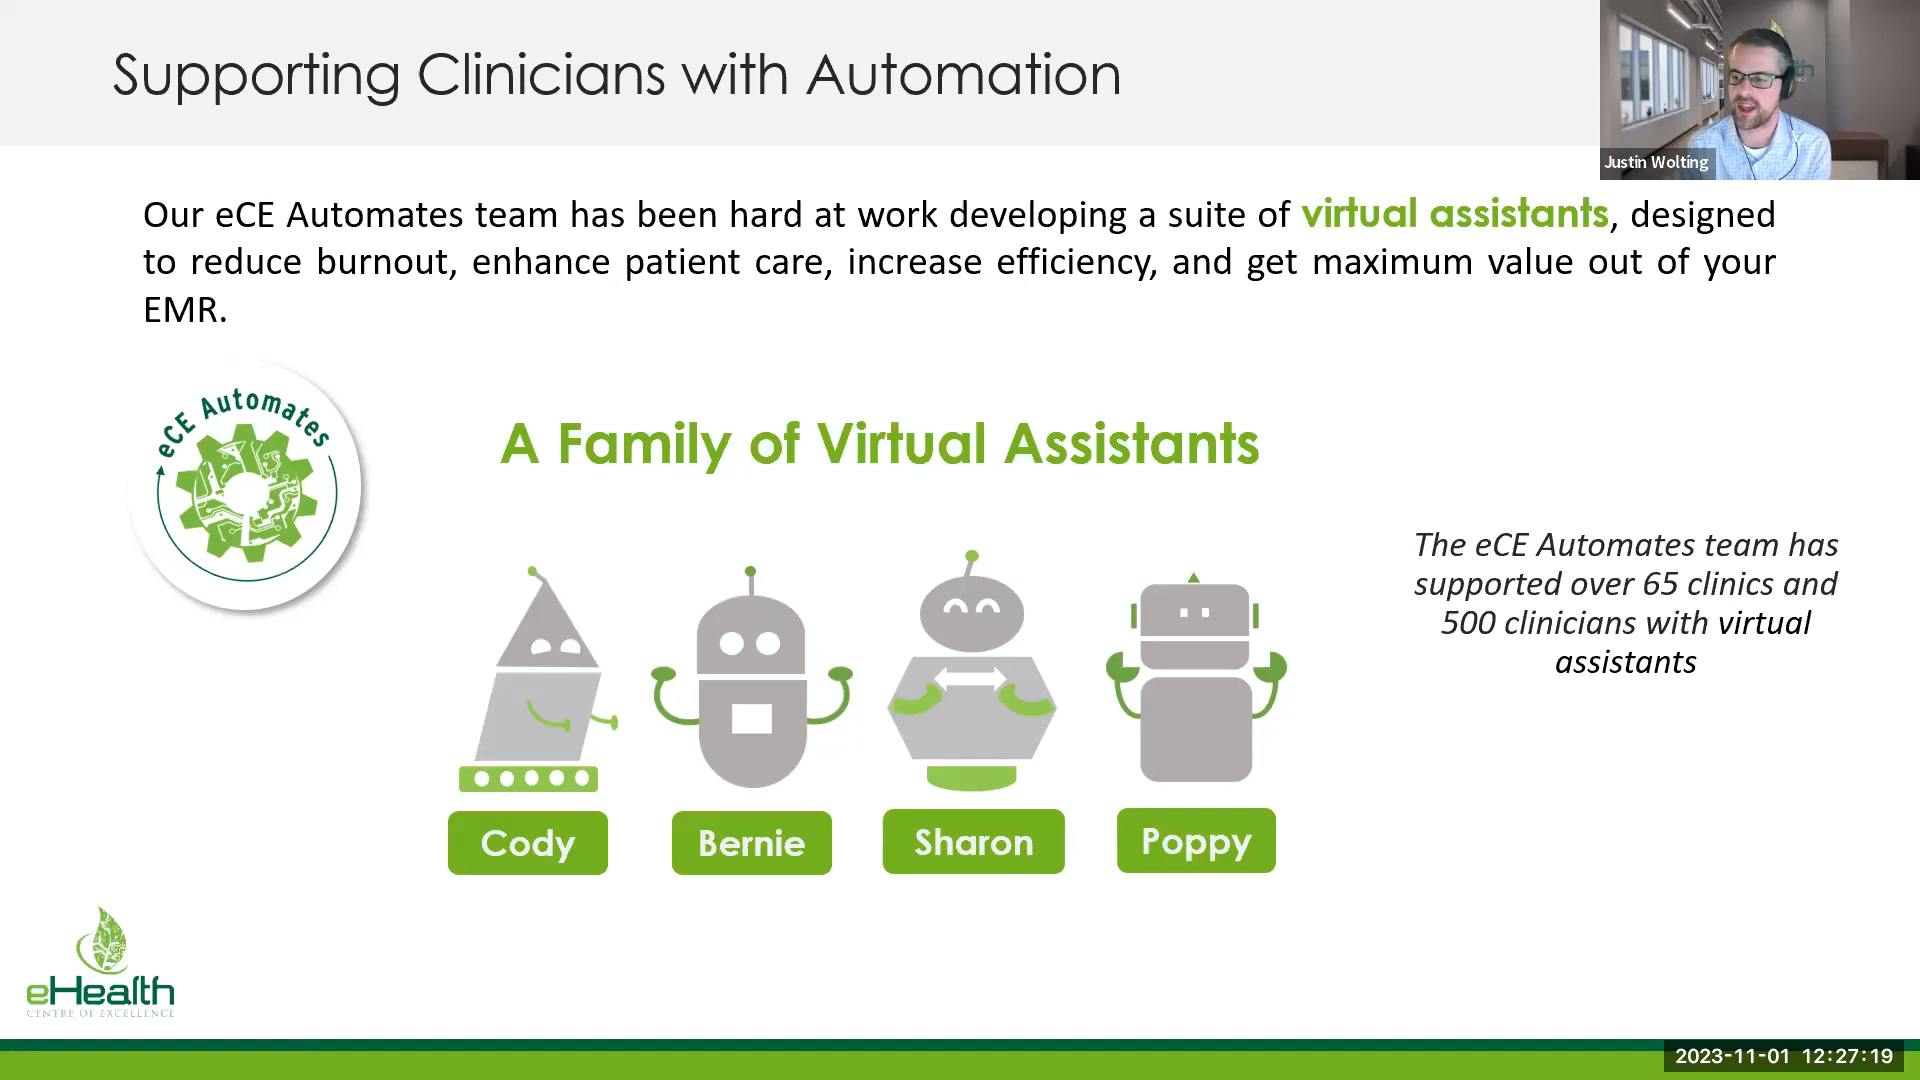 Supporting Clinicians with Automation
Justin Wolting
Our eCE Automates team has been hard at work developing a suite of virtual assistants, designed
to reduce burnout, enhance patient care, increase efficiency, and get maximum value out of your
EMR.
eCE Automates
A Family of Virtual Assistants
The eCE Automates team has
supported over 65 clinics and
500 clinicians with virtual
assistants
Cody
Bernie
Sharon
Poppy
eHealth
CENTRE OF EXCELLENCE
2023-11-01 12:27:19